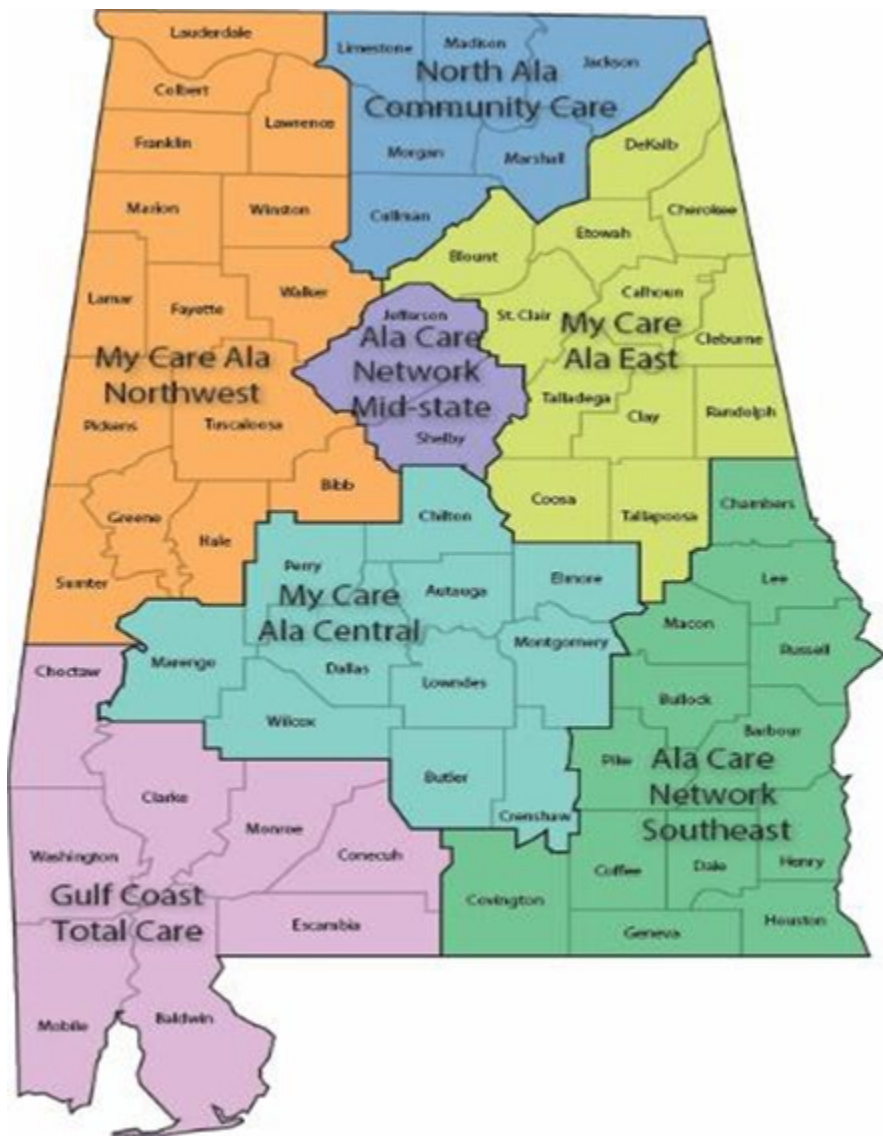 Lauderdale
Limestone
Madison
Jackson
North Ala
Community Care
Colbert
Lawrence
Franklin
Morgan
Marshall
DeKalb
Marion
Winston
Cullman
Cherokee
Etowah
Blount
Lamar
Fayette
Walker
Jefferson
St. Clair
Calhoun
My Care
Ala East
Cleburne
My Care Ala
Northwest
Ala Care
Network
Mid-state
Talladega
Clay
Randolph
Pickens
Tuscaloosa
Shelby
Bibb
Coosa
Tallapoosa
Chambers
Greene
Hale
Chilton
Sumter
Perry
Autauga
Elmore
Lee
My Care
Ala Central
Macon
Montgomery
Russell
Choctaw
Marengo
Dallas
Lowndes
Bullock
Wilcox
Barbour
Butler
Crenshaw
Pike
Ala Care
Network
Southeast
Clarke
Monroe
Conecuh
Washington
Coffee
Dale
Henry
Gulf Coast
Total Care
Escambia
Covington
Geneva
Houston
Mobile
Baldwin